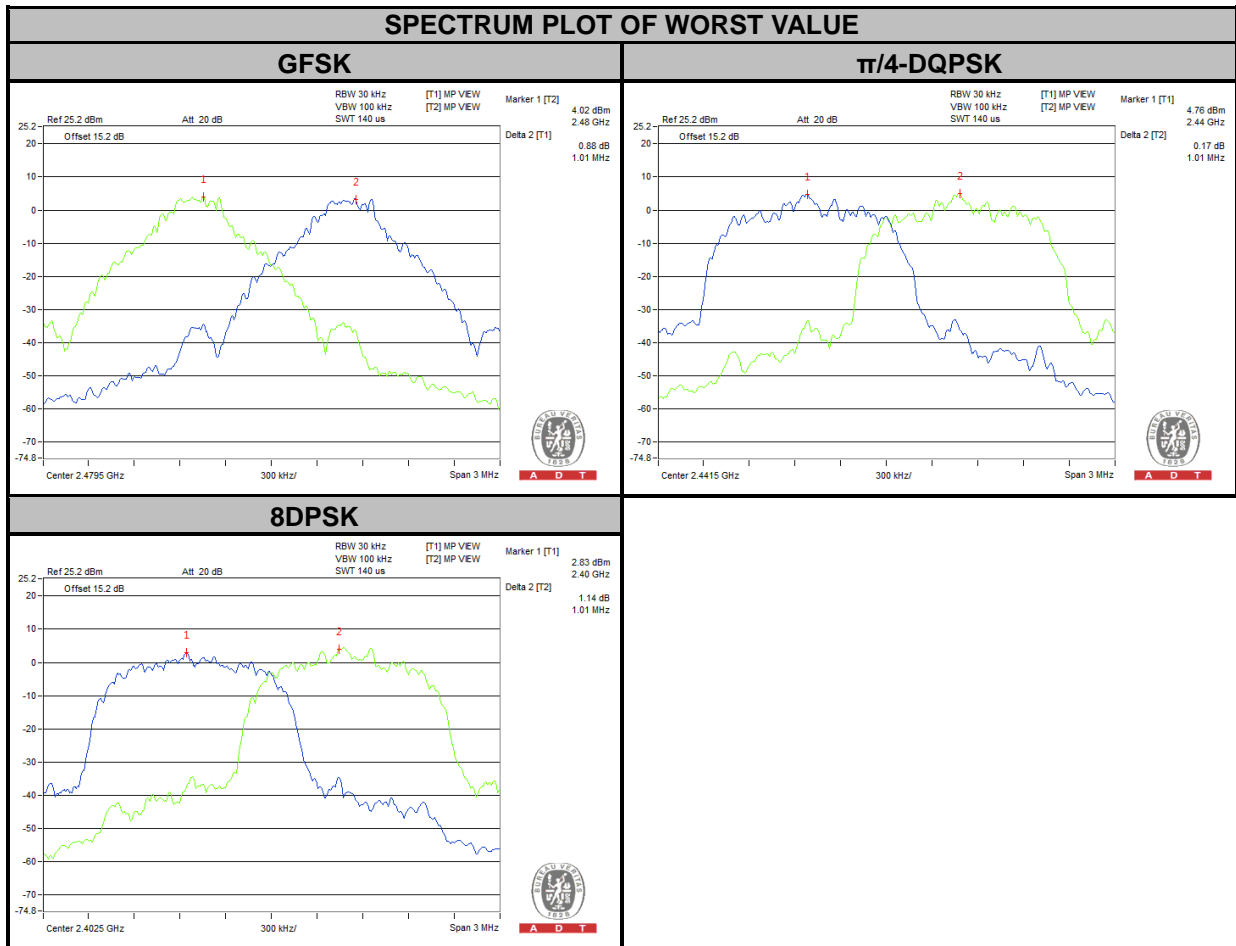 SPECTRUM PLOT OF WORST VALUE
GFSK
RBW 30 kHz [T1] MP VIEW
VBW 100 kHz [T2] MP VIEW
SWT 140 us
Marker 1 [T2]
4.02 dBm
2.48 GHz
Delta 2 [T1]
0.88 dB
1.01 MHz
Ref 25.2 dBm Att 20 dB
Offset 15.2 dB
25.2
20
10
0
-10
-20
-30
-40
-50
-60
-70
-74.8
1
2
Center 2.4795 GHz 300 kHz/ Span 3 MHz
BUREAU VERITAS
1828
A D T
π/4-DQPSK
RBW 30 kHz [T1] MP VIEW
VBW 100 kHz [T2] MP VIEW
SWT 140 us
Marker 1 [T1]
4.76 dBm
2.44 GHz
Delta 2 [T2]
0.17 dB
1.01 MHz
Ref 25.2 dBm Att 20 dB
Offset 15.2 dB
25.2
20
10
0
-10
-20
-30
-40
-50
-60
-70
-74.8
1
2
Center 2.4415 GHz 300 kHz/ Span 3 MHz
BUREAU VERITAS
1828
A D T
8DPSK
RBW 30 kHz [T1] MP VIEW
VBW 100 kHz [T2] MP VIEW
SWT 140 us
Marker 1 [T1]
2.83 dBm
2.40 GHz
Delta 2 [T2]
1.14 dB
1.01 MHz
Ref 25.2 dBm Att 20 dB
Offset 15.2 dB
25.2
20
10
0
-10
-20
-30
-40
-50
-60
-70
-74.8
1
2
Center 2.4025 GHz 300 kHz/ Span 3 MHz
BUREAU VERITAS
1828
A D T